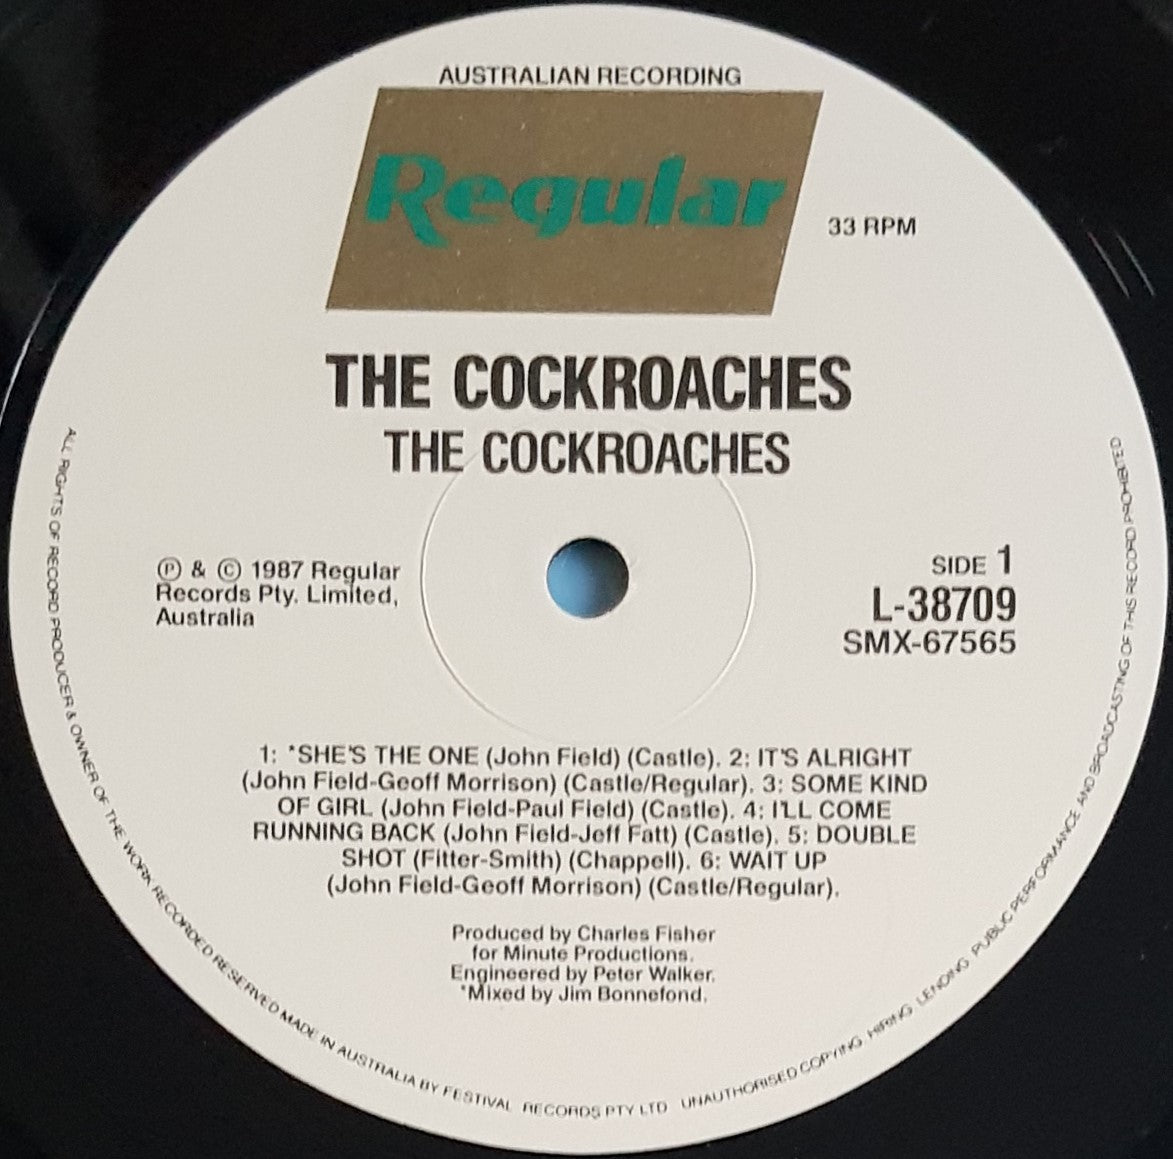 AUSTRALIAN RECORDING
Regular
33 RPM
THE COCKROACHES
THE COCKROACHES
Ⓟ & © 1987 Regular
Records Pty. Limited,
Australia
SIDE 1
L-38709
SMX-67565
1: *SHE'S THE ONE (John Field) (Castle). 2: IT'S ALRIGHT
(John Field-Geoff Morrison) (Castle/Regular). 3: SOME KIND
OF GIRL (John Field-Paul Field) (Castle). 4: I'LL COME
RUNNING BACK (John Field-Jeff Fatt) (Castle). 5: DOUBLE
SHOT (Fitter-Smith) (Chappell). 6: WAIT UP
(John Field-Geoff Morrison) (Castle/Regular).
Produced by Charles Fisher
for Minute Productions.
Engineered by Peter Walker.
*Mixed by Jim Bonnefond.
ALL RIGHTS OF RECORD PRODUCER & OWNER OF THE WORK RECORDED RESERVED MADE IN AUSTRALIA BY FESTIVAL RECORDS PTY LTD UNAUTHORISED COPYING HIRING LENDING PUBLIC PERFORMANCE AND BROADCASTING OF THIS RECORD PROHIBITED